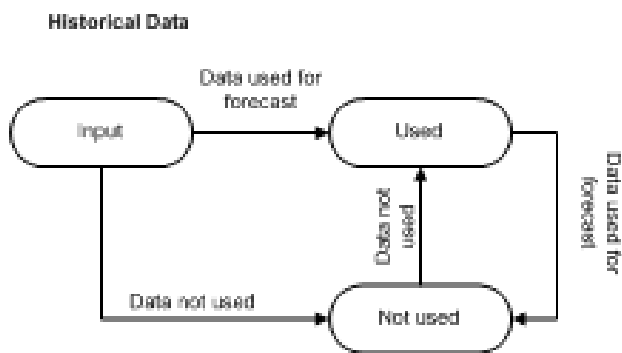 Historical Data
Data used for
forecast
Input
Used
Data not
used
Data used for
forecast
Data not used
Not used